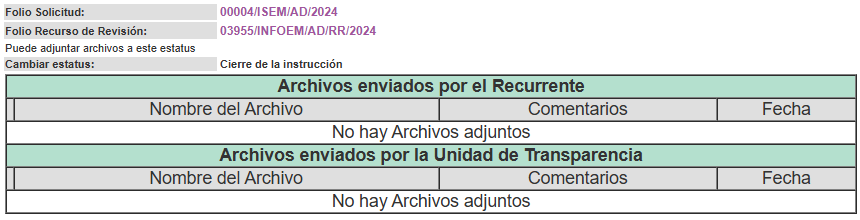 Folio Solicitud: 00004/ISEM/AD/2024
Folio Recurso de Revisión: 03955/INFOEM/AD/RR/2024
Puede adjuntar archivos a este estatus
Cambiar estatus: Cierre de la instrucción
Archivos enviados por el Recurrente
Nombre del Archivo Comentarios Fecha
No hay Archivos adjuntos
Archivos enviados por la Unidad de Transparencia
Nombre del Archivo Comentarios Fecha
No hay Archivos adjuntos